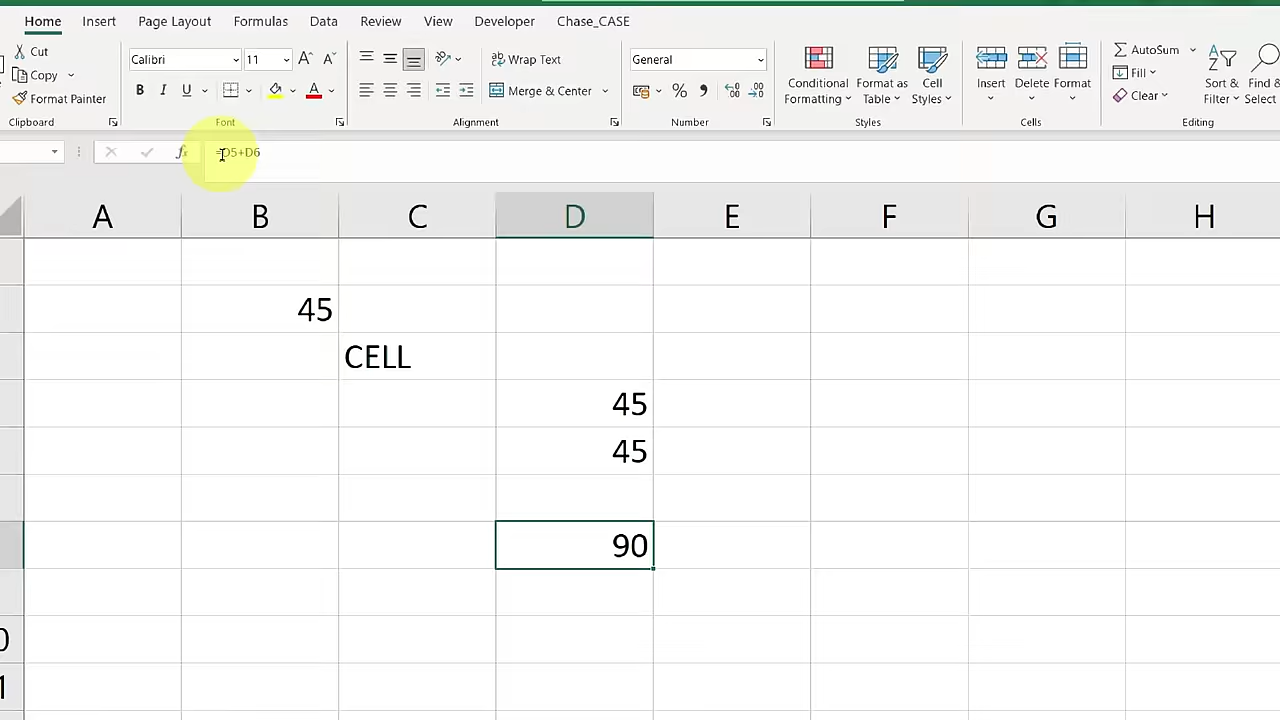 Home Insert Page Layout Formulas Data Review View Developer Chase_CASE
Cut
Copy
Format Painter
Clipboard
Calibri 11
B I U
Font
Wrap Text
Merge & Center
Alignment
General
Number
Conditional Formatting
Format as Table
Cell Styles
Styles
Insert
Delete
Format
Cells
AutoSum
Fill
Clear
Sort & Filter
Find & Select
Editing
fx =D5+D6
A B C D E F G H
45
CELL
45
45
90
0
1